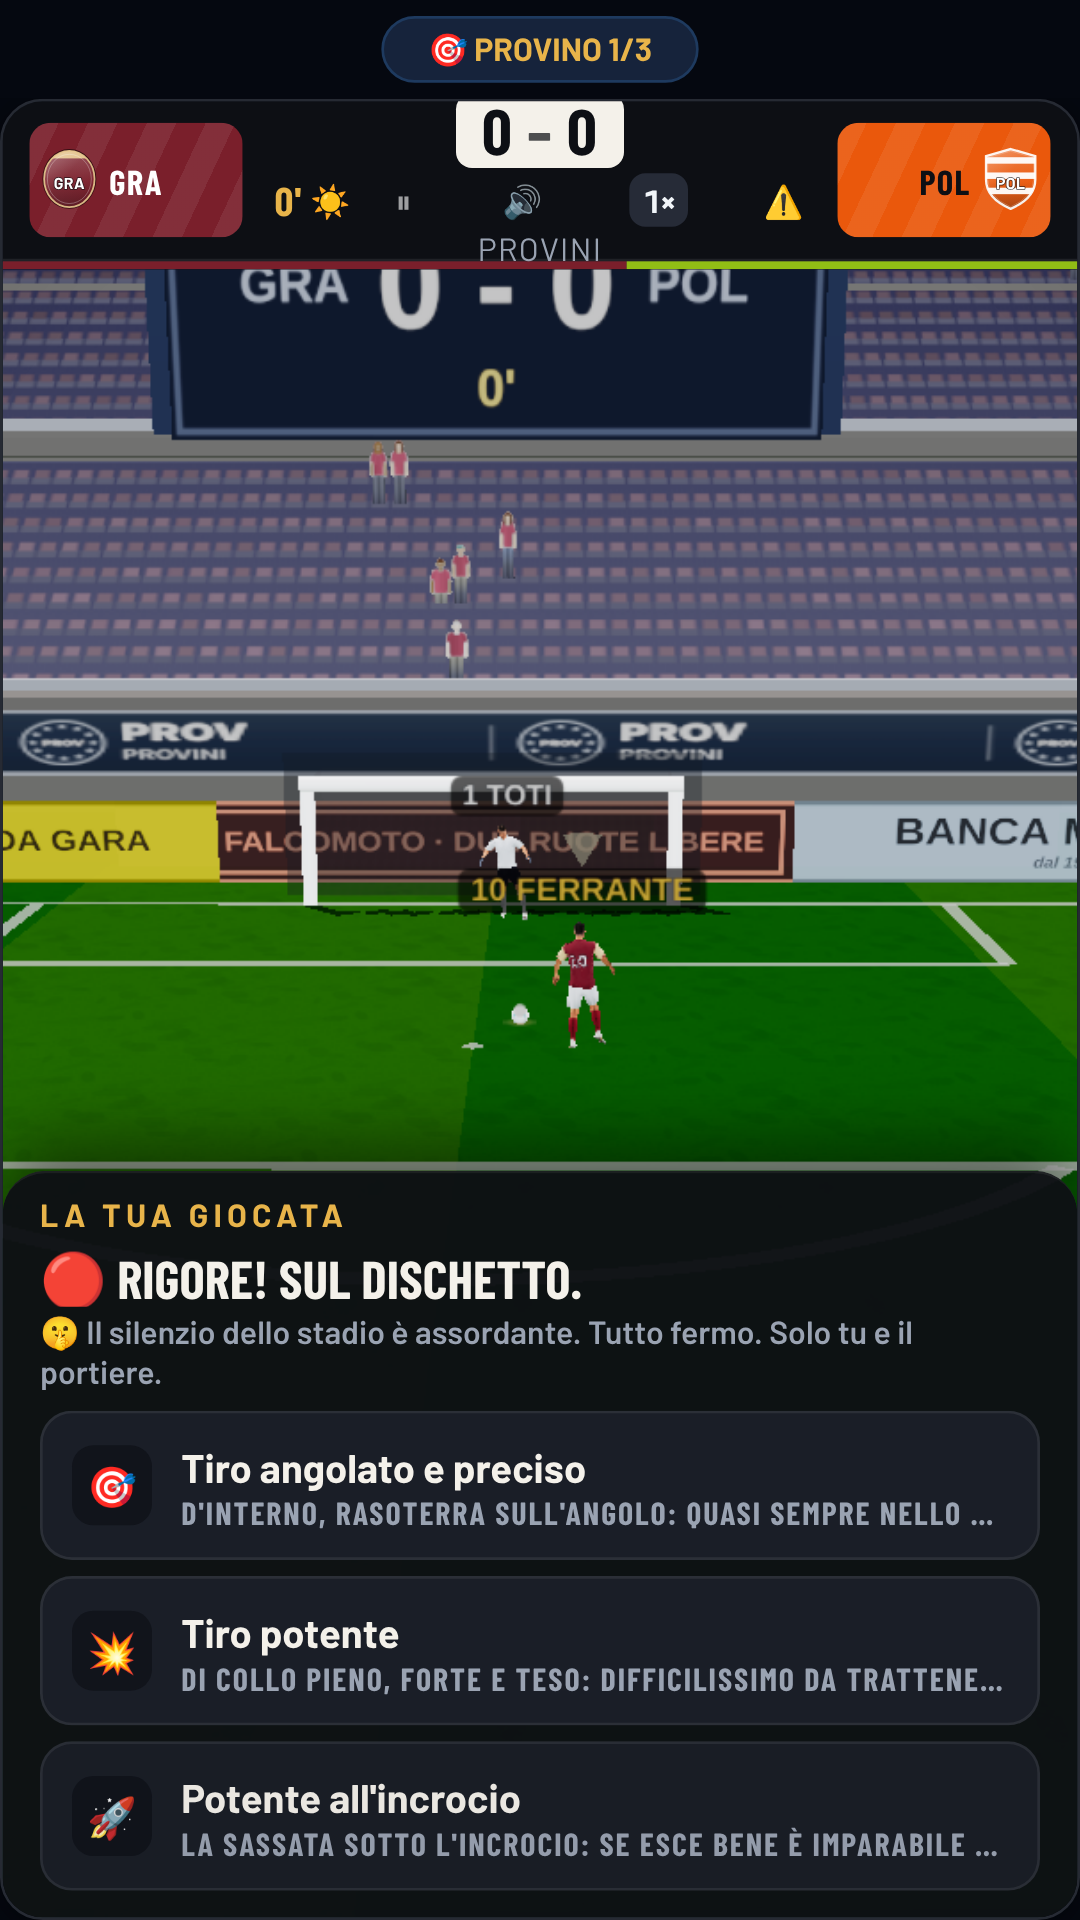 🎯 PROVINO 1/3
0 - 0
GRA GRA
POL POL
0' ☀️ ⏸ 🔊 1× ⚠️
PROVINI
GRA 0 - 0 POL
0'
PROV PROVINI
PROV PROVINI
PROV
1 TOTI
DA GARA
BANCA M
dal 19
10 FERRANTE
10
LA TUA GIOCATA
🔴 RIGORE! SUL DISCHETTO.
🤫 Il silenzio dello stadio è assordante. Tutto fermo. Solo tu e il
portiere.
🎯 Tiro angolato e preciso
D'INTERNO, RASOTERRA SULL'ANGOLO: QUASI SEMPRE NELLO ...
💥 Tiro potente
DI COLLO PIENO, FORTE E TESO: DIFFICILISSIMO DA TRATTENE...
🚀 Potente all'incrocio
LA SASSATA SOTTO L'INCROCIO: SE ESCE BENE È IMPARABILE ...